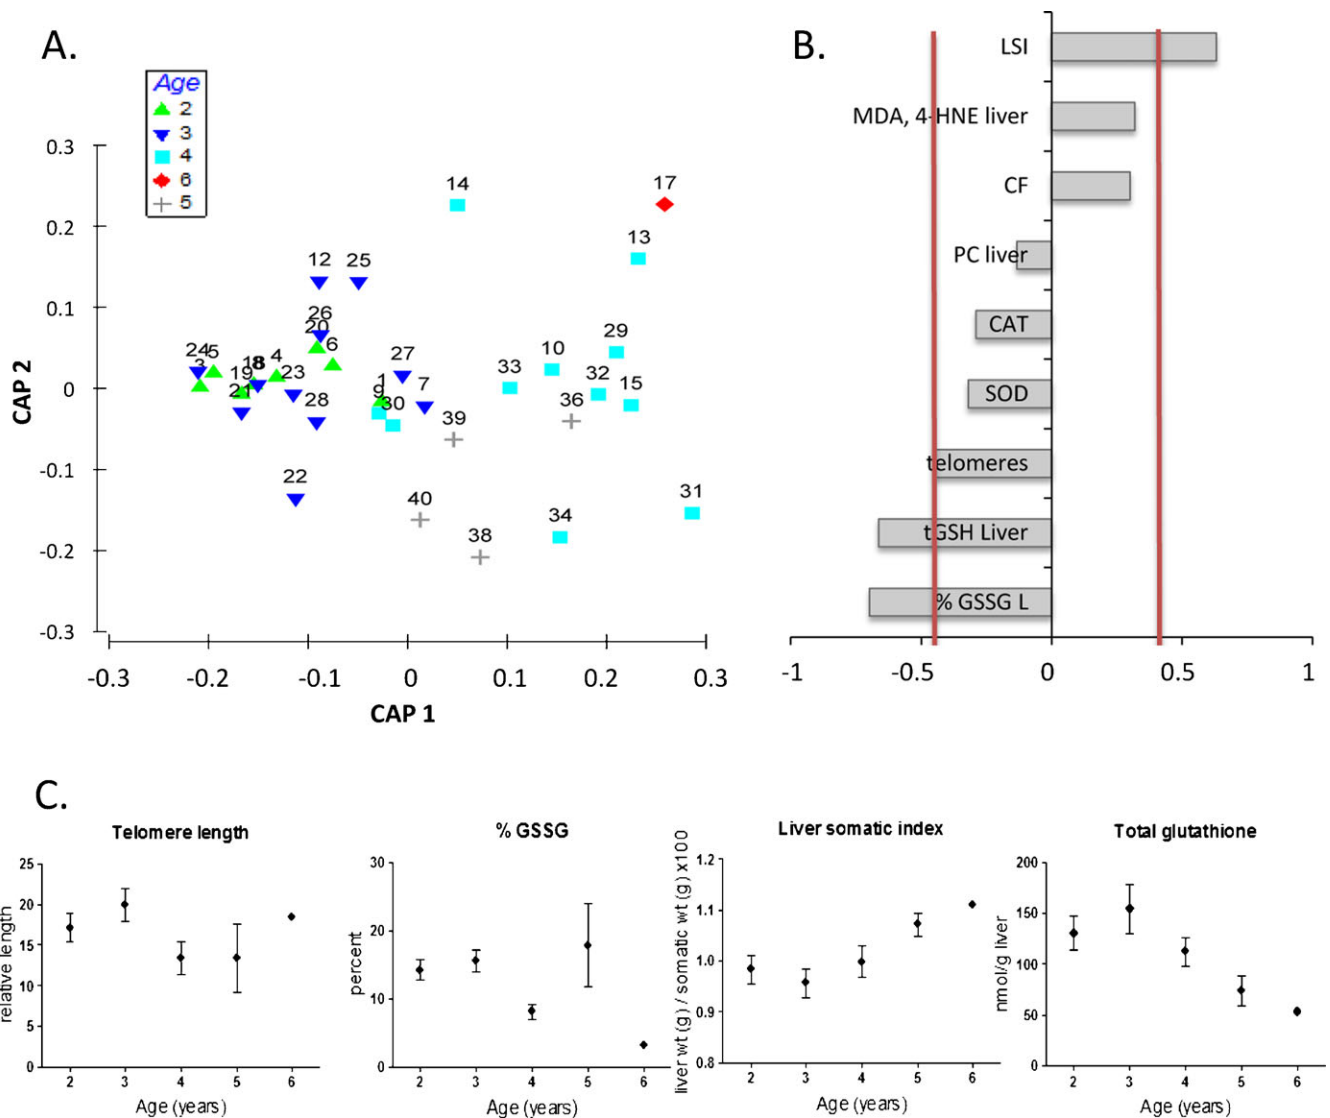 A.
Age
2
3
4
6
5
CAP 2
0.3
0.2
0.1
0
-0.1
-0.2
-0.3
14
17
13
12
25
26
20
6
24
5
3
19
18
8
4
23
21
28
22
27
7
1
9
30
39
40
38
33
10
29
32
15
36
34
31
-0.3
-0.2
-0.1
0
0.1
0.2
0.3
CAP 1
B.
LSI
MDA, 4-HNE liver
CF
PC liver
CAT
SOD
telomeres
tGSH Liver
% GSSG L
-1
-0.5
0
0.5
1
C.
Telomere length
relative length
25
20
15
10
5
0
2 3 4 5 6
Age (years)
% GSSG
percent
30
20
10
0
2 3 4 5 6
Age (years)
Liver somatic index
liver wt (g) / somatic wt (g) x100
1.2
1.1
1.0
0.9
0.8
2 3 4 5 6
Age (years)
Total glutathione
nmol/g liver
200
150
100
50
0
2 3 4 5 6
Age (years)